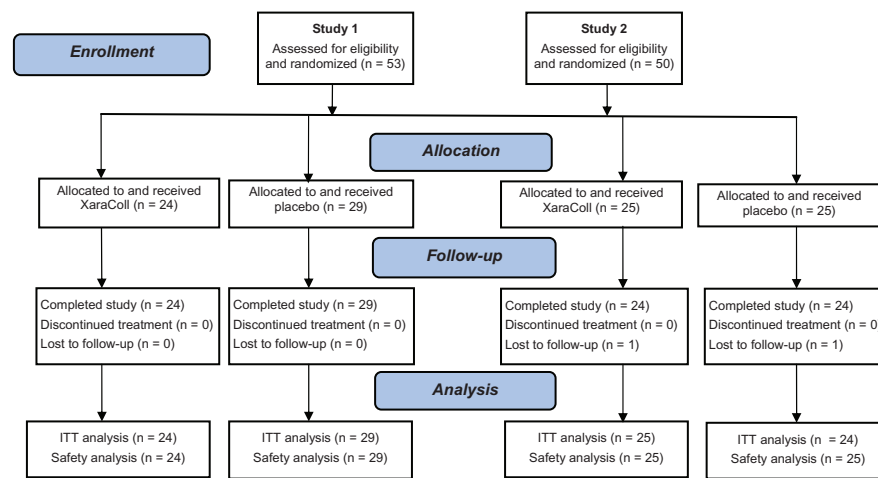 Enrollment
Study 1
Assessed for eligibility
and randomized (n = 53)
Study 2
Assessed for eligibility
and randomized (n = 50)
Allocation
Allocated to and received
XaraColl (n = 24)
Allocated to and received
placebo (n = 29)
Allocated to and received
XaraColl (n = 25)
Allocated to and received
placebo (n = 25)
Follow-up
Completed study (n = 24)
Discontinued treatment (n = 0)
Lost to follow-up (n = 0)
Completed study (n = 29)
Discontinued treatment (n = 0)
Lost to follow-up (n = 0)
Completed study (n = 24)
Discontinued treatment (n = 0)
Lost to follow-up (n = 1)
Completed study (n = 24)
Discontinued treatment (n = 0
Lost to follow-up (n = 1)
Analysis
ITT analysis (n = 24)
Safety analysis (n = 24)
ITT analysis (n = 29)
Safety analysis (n = 29)
ITT analysis (n = 25)
Safety analysis (n = 25)
ITT analysis (n = 24)
Safety analysis (n = 25)